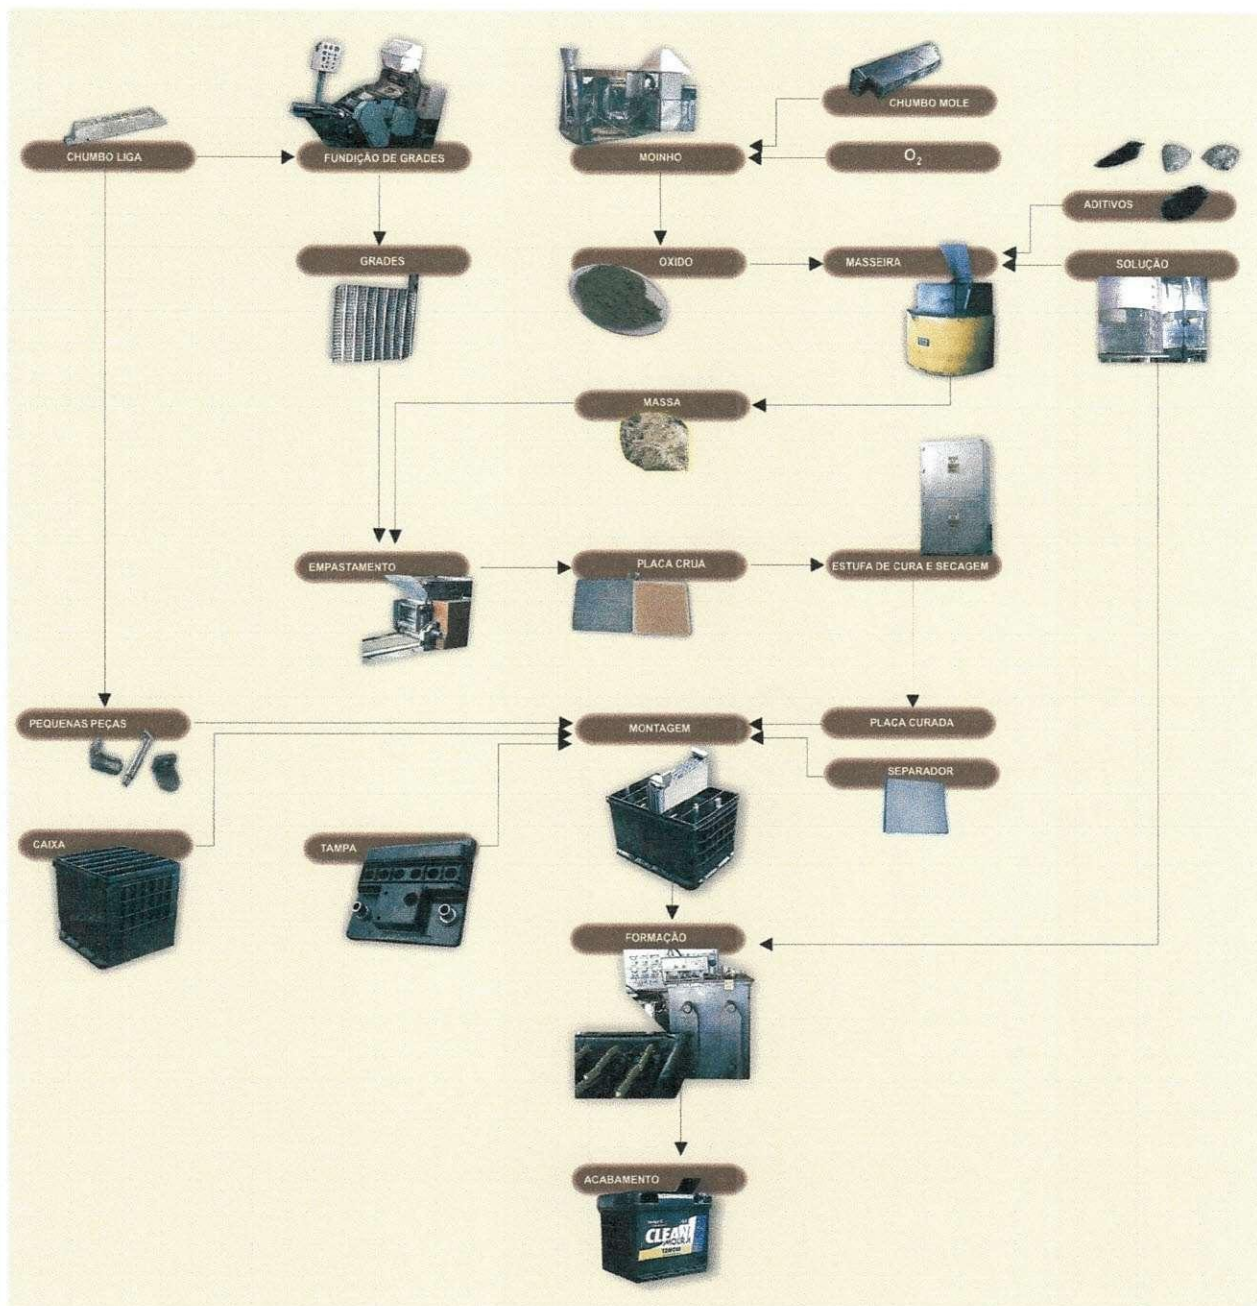 CHUMBO MOLE
CHUMBO LIGA
FUNDIÇÃO DE GRADES
MOINHO
O₂
ADITIVOS
GRADES
OXIDO
MASSEIRA
SOLUÇÃO
MASSA
EMPASTAMENTO
PLACA CRUA
ESTUFA DE CURA E SECAGEM
PEQUENAS PEÇAS
MONTAGEM
PLACA CURADA
SEPARADOR
CAIXA
TAMPA
FORMAÇÃO
ACABAMENTO
CLEAN
MOURA